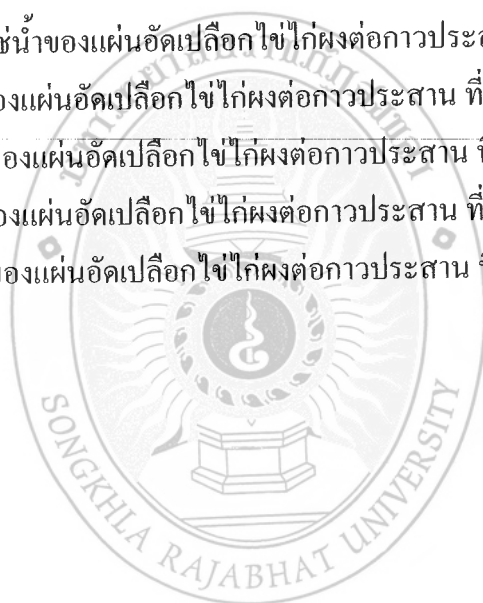 ช่น้ำของแผ่นอัดเปลือกไข่ไก่ผงต่อกาวประส
องแผ่นอัดเปลือกไข่ไก่ผงต่อกาวประสาน ที่
องแผ่นอัดเปลือกไข่ไก่ผงต่อกาวประสาน ที่
องแผ่นอัดเปลือกไข่ไก่ผงต่อกาวประสาน ที่
ของแผ่นอัดเปลือกไข่ไก่ผงต่อกาวประสาน ที่
SONGKHLA RAJABHAT UNIVERSITY